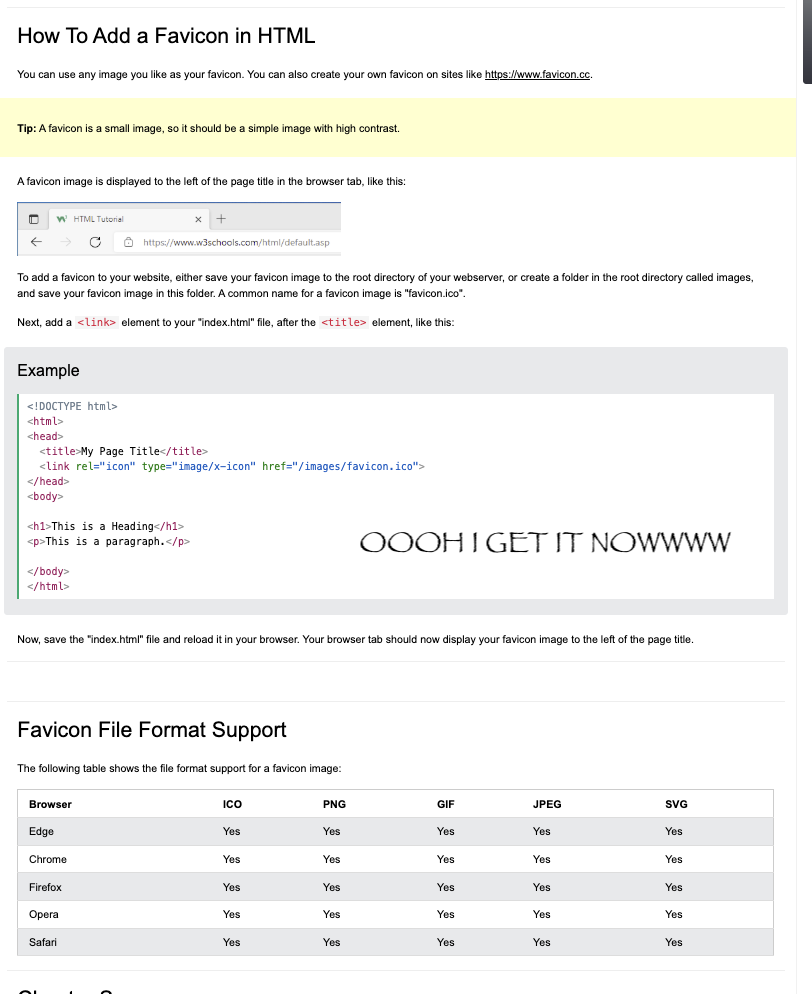 How To Add a Favicon in HTML
You can use any image you like as your favicon. You can also create your own favicon on sites like https://www.favicon.cc.
Tip: A favicon is a small image, so it should be a simple image with high contrast.
A favicon image is displayed to the left of the page title in the browser tab, like this:
HTML Tutorial
https://www.w3schools.com/html/default.asp
To add a favicon to your website, either save your favicon image to the root directory of your webserver, or create a folder in the root directory called images,
and save your favicon image in this folder. A common name for a favicon image is "favicon.ico".
Next, add a <link> element to your "index.html" file, after the <title> element, like this:
Example
<!DOCTYPE html>
<html>
<head>
  <title>My Page Title</title>
  <link rel="icon" type="image/x-icon" href="/images/favicon.ico">
</head>
<body>
<h1>This is a Heading</h1>
<p>This is a paragraph.</p>
OOOH I GET IT NOWWWW
</body>
</html>
Now, save the "index.html" file and reload it in your browser. Your browser tab should now display your favicon image to the left of the page title.
Favicon File Format Support
The following table shows the file format support for a favicon image:
Browser ICO PNG GIF JPEG SVG
Edge Yes Yes Yes Yes Yes
Chrome Yes Yes Yes Yes Yes
Firefox Yes Yes Yes Yes Yes
Opera Yes Yes Yes Yes Yes
Safari Yes Yes Yes Yes Yes